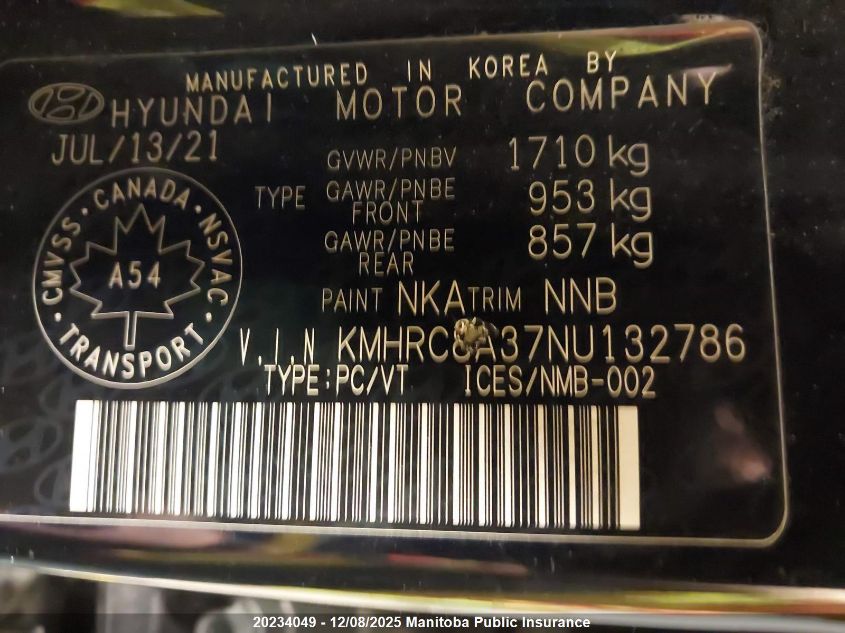 MANUFACTURED IN KOREA BY
HYUNDAI MOTOR COMPANY
JUL/13/21
GVWR/PNBV 1710 kg
TYPE GAWR/PNBE FRONT 953 kg
GAWR/PNBE REAR 857 kg
CMVSS · CANADA · NSVAC · TRANSPORT ·
A54
PAINT NKA TRIM NNB
V.I.N KMHRC8A37NU132786
TYPE:PC/VT ICES/NMB-002
20234049 - 12/08/2025 Manitoba Public Insurance